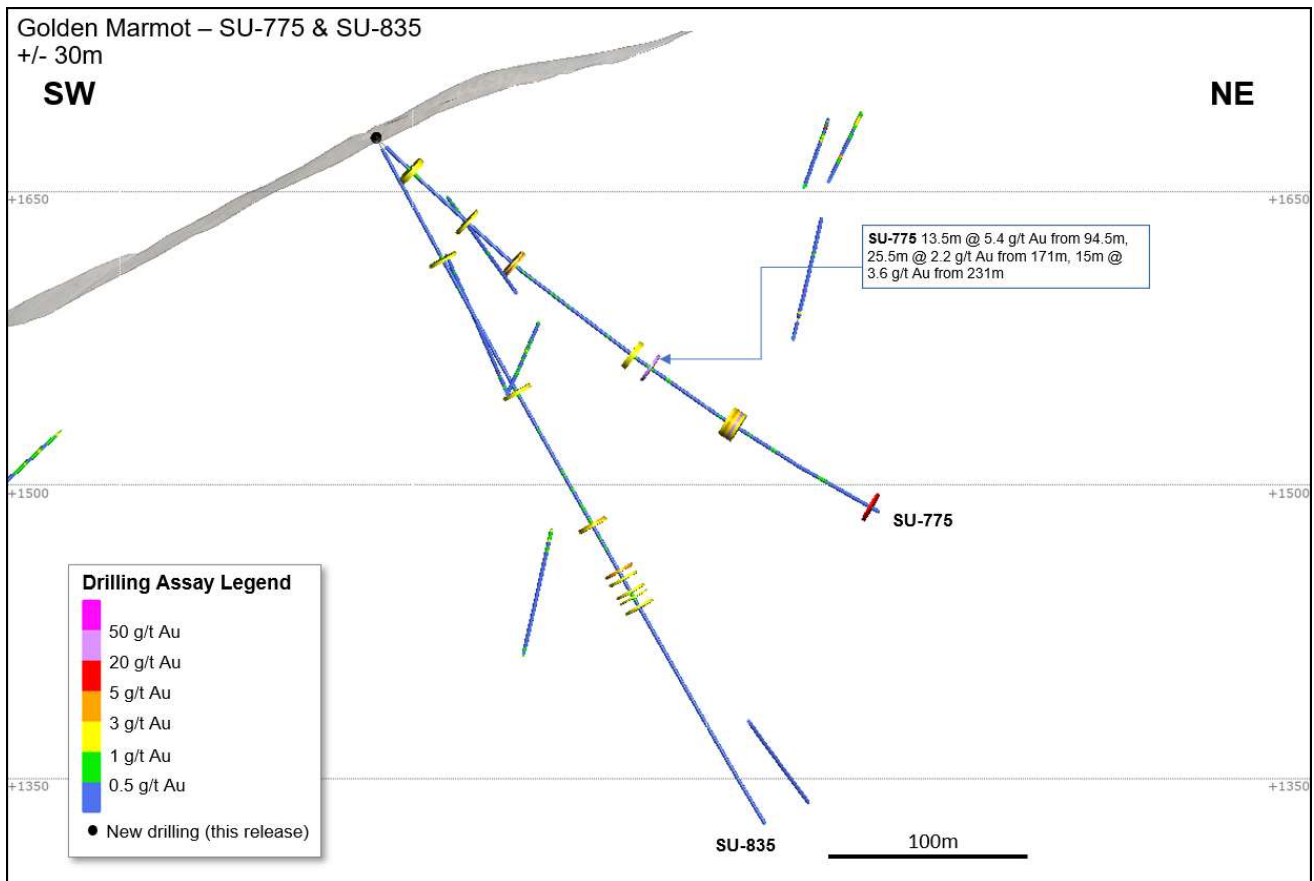 Golden Marmot – SU-775 & SU-835
+/- 30m
SW
NE
+1650
+1650
SU-775 13.5m @ 5.4 g/t Au from 94.5m,
25.5m @ 2.2 g/t Au from 171m, 15m @
3.6 g/t Au from 231m
+1500
+1500
SU-775
Drilling Assay Legend
50 g/t Au
20 g/t Au
5 g/t Au
3 g/t Au
1 g/t Au
0.5 g/t Au
New drilling (this release)
+1350
+1350
SU-835
100m